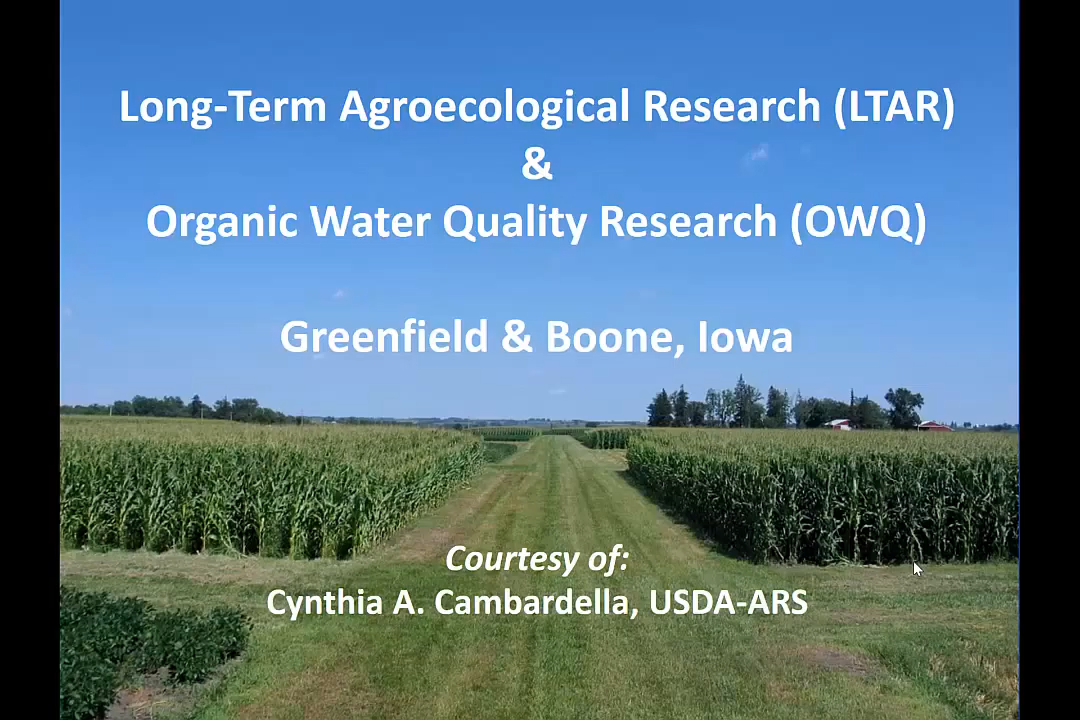 Long-Term Agroecological Research (LTAR)
&
Organic Water Quality Research (OWQ)
Greenfield & Boone, Iowa
Courtesy of:
Cynthia A. Cambardella, USDA-ARS